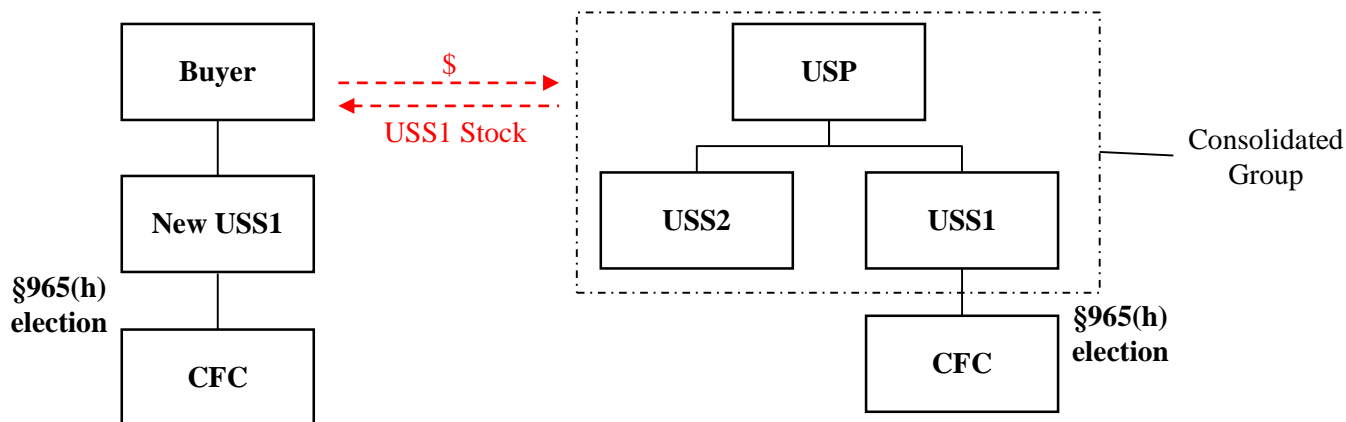 Buyer
$
USS1 Stock
USP
Consolidated
Group
New USS1
USS2
USS1
§965(h)
election
CFC
§965(h)
election
CFC